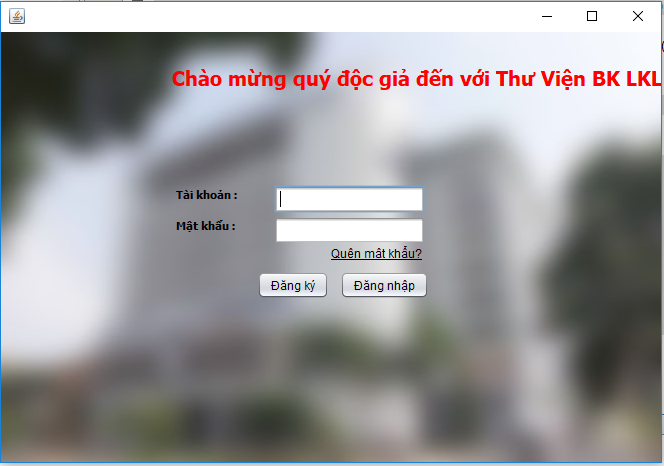 Chào mừng quý độc giả đến với Thư Viện BK LKL
Tài khoản :
Mật khẩu :
Quên mật khẩu?
Đăng ký Đăng nhập